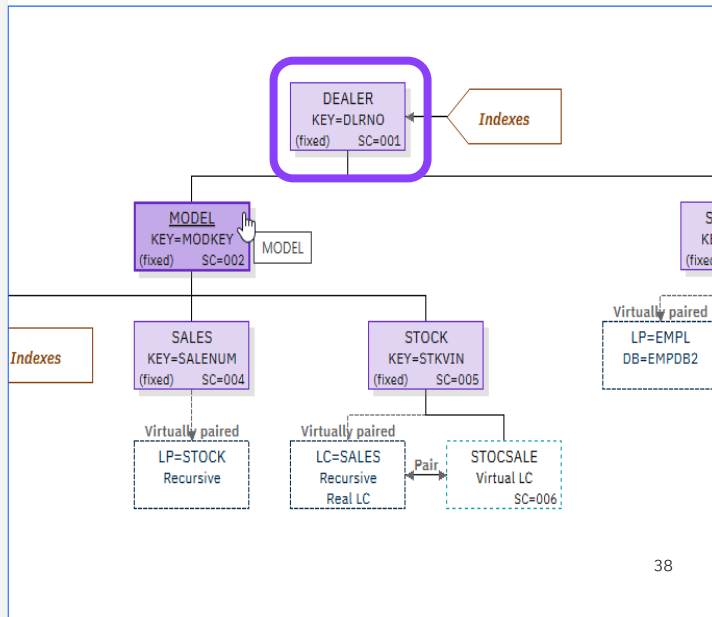 DEALER
KEY=DLRNO
(fixed) SC=001
Indexes
MODEL
KEY=MODKEY
(fixed) SC=002
MODEL
S
KE
(fixed
Indexes
SALES
KEY=SALENUM
(fixed) SC=004
STOCK
KEY=STKVIN
(fixed) SC=005
Virtually paired
LP=EMPL
DB=EMPDB2
Virtually paired
LP=STOCK
Recursive
Virtually paired
LC=SALES
Recursive
Real LC
Pair
STOCSALE
Virtual LC
SC=006
38